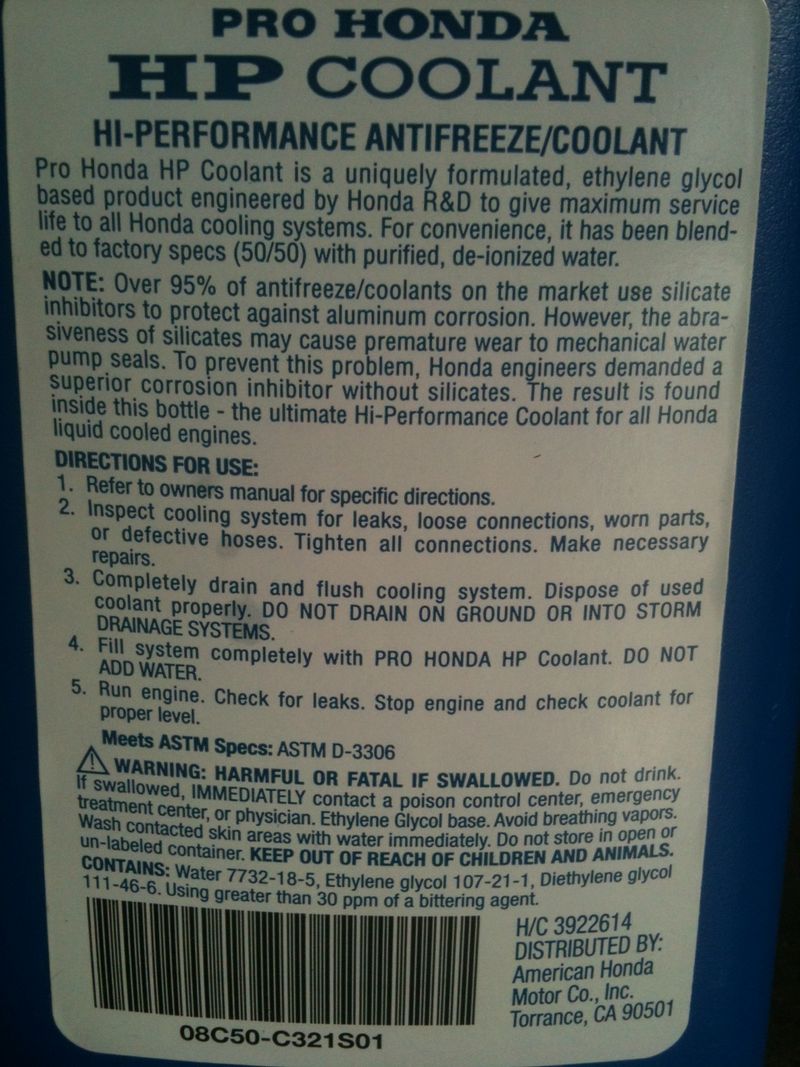 PRO HONDA
HP COOLANT
HI-PERFORMANCE ANTIFREEZE/COOLANT
Pro Honda HP Coolant is a uniquely formulated, ethylene glycol
based product engineered by Honda R&D to give maximum service
life to all Honda cooling systems. For convenience, it has been blend-
ed to factory specs (50/50) with purified, de-ionized water.
NOTE: Over 95% of antifreeze/coolants on the market use silicate
inhibitors to protect against aluminum corrosion. However, the abra-
siveness of silicates may cause premature wear to mechanical water
pump seals. To prevent this problem, Honda engineers demanded a
superior corrosion inhibitor without silicates. The result is found
inside this bottle - the ultimate Hi-Performance Coolant for all Honda
liquid cooled engines.
DIRECTIONS FOR USE:
1. Refer to owners manual for specific directions.
2. Inspect cooling system for leaks, loose connections, worn parts,
or defective hoses. Tighten all connections. Make necessary
repairs.
3. Completely drain and flush cooling system. Dispose of used
coolant properly. DO NOT DRAIN ON GROUND OR INTO STORM
DRAINAGE SYSTEMS.
4. Fill system completely with PRO HONDA HP Coolant. DO NOT
ADD WATER.
5. Run engine. Check for leaks. Stop engine and check coolant for
proper level.
Meets ASTM Specs: ASTM D-3306
WARNING: HARMFUL OR FATAL IF SWALLOWED. Do not drink.
If swallowed, IMMEDIATELY contact a poison control center, emergency
treatment center, or physician. Ethylene Glycol base. Avoid breathing vapors.
Wash contacted skin areas with water immediately. Do not store in open or
un-labeled container. KEEP OUT OF REACH OF CHILDREN AND ANIMALS.
CONTAINS: Water 7732-18-5, Ethylene glycol 107-21-1, Diethylene glycol
111-46-6. Using greater than 30 ppm of a bittering agent.
H/C 3922614
DISTRIBUTED BY:
American Honda
Motor Co., Inc.
Torrance, CA 90501
08C50-C321S01